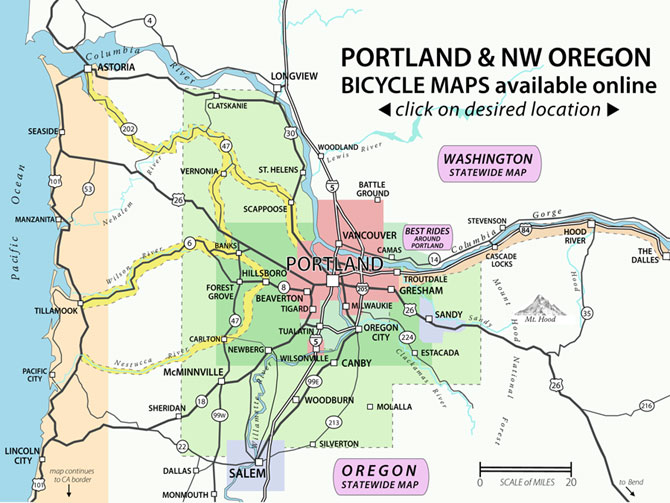 PORTLAND & NW OREGON
BICYCLE MAPS available online
◀click on desired location ▶
4
Columbia
River
ASTORIA
LONGVIEW
CLATSKANIE
30
202
47
SEASIDE
101
53
Nehalem River
26
VERNONIA
ST. HELENS
SCAPPOOSE
WOODLAND
Lewis River
5
BATTLE
GROUND
WASHINGTON
STATEWIDE MAP
Pacific Ocean
MANZANITA
Wilson River
6
BANKS
VANCOUVER
CAMAS
BEST RIDES
AROUND
PORTLAND
14
Columbia
Gorge
STEVENSON
84
HOOD
RIVER
CASCADE
LOCKS
THE
DALLES
PORTLAND
HILLSBORO
8
FOREST
GROVE
BEAVERTON
TIGARD
205
TROUTDALE
GRESHAM
MILWAUKIE
26
SANDY
Sandy
Mt. Hood
Hood
35
TILLAMOOK
47
CARLTON
TUALATIN
NEWBERG
WILSONVILLE
5
OREGON
CITY
224
ESTACADA
Clackamas River
Mount Hood National Forest
Nestucca River
PACIFIC
CITY
McMINNVILLE
CANBY
99E
SHERIDAN
18
99W
Willamette River
WOODBURN
MOLALLA
213
26
216
22
SILVERTON
LINCOLN
CITY
DALLAS
SALEM
MONMOUTH
101
map continues
to CA border
OREGON
STATEWIDE MAP
0
20
SCALE of MILES
to Bend